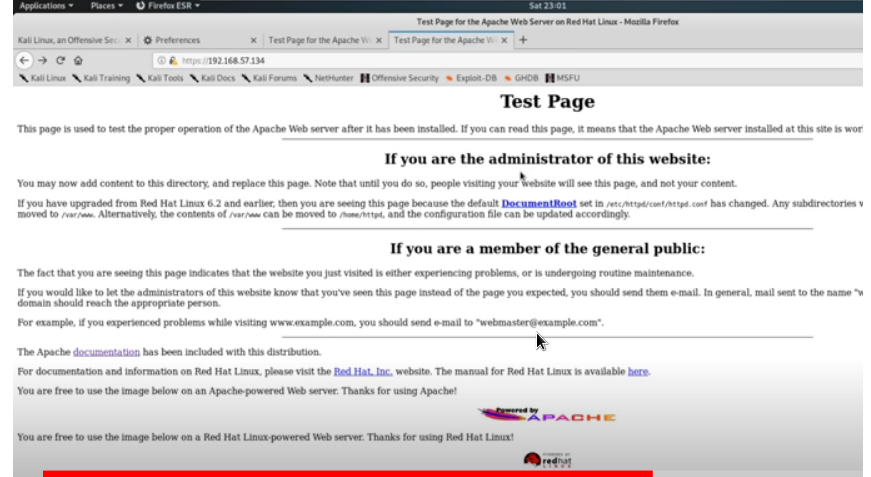 Applications Places Firefox ESR Sat 23:01
Test Page for the Apache Web Server on Red Hat Linux - Mozilla Firefox
Kali Linux, an Offensive Sec Preferences Test Page for the Apache W Test Page for the Apache W
https://192.168.57.134
Kali Linux Kali Training Kali Tools Kali Docs Kali Forums NetHunter Offensive Security Exploit-DB GHDB MSFU
Test Page
This page is used to test the proper operation of the Apache Web server after it has been installed. If you can read this page, it means that the Apache Web server installed at this site is wor
If you are the administrator of this website:
You may now add content to this directory, and replace this page. Note that until you do so, people visiting your website will see this page, and not your content.
If you have upgraded from Red Hat Linux 6.2 and earlier, then you are seeing this page because the default DocumentRoot set in /etc/httpd/conf/httpd.conf has changed. Any subdirectories w
moved to /var/www. Alternatively, the contents of /var/www can be moved to /home/httpd, and the configuration file can be updated accordingly.
If you are a member of the general public:
The fact that you are seeing this page indicates that the website you just visited is either experiencing problems, or is undergoing routine maintenance.
If you would like to let the administrators of this website know that you've seen this page instead of the page you expected, you should send them e-mail. In general, mail sent to the name "w
domain should reach the appropriate person.
For example, if you experienced problems while visiting www.example.com, you should send e-mail to "webmaster@example.com".
The Apache documentation has been included with this distribution.
For documentation and information on Red Hat Linux, please visit the Red Hat, Inc. website. The manual for Red Hat Linux is available here.
You are free to use the image below on an Apache-powered Web server. Thanks for using Apache!
Powered by
APACHE
You are free to use the image below on a Red Hat Linux-powered Web server. Thanks for using Red Hat Linux!
POWERED BY
redhat
LINUX